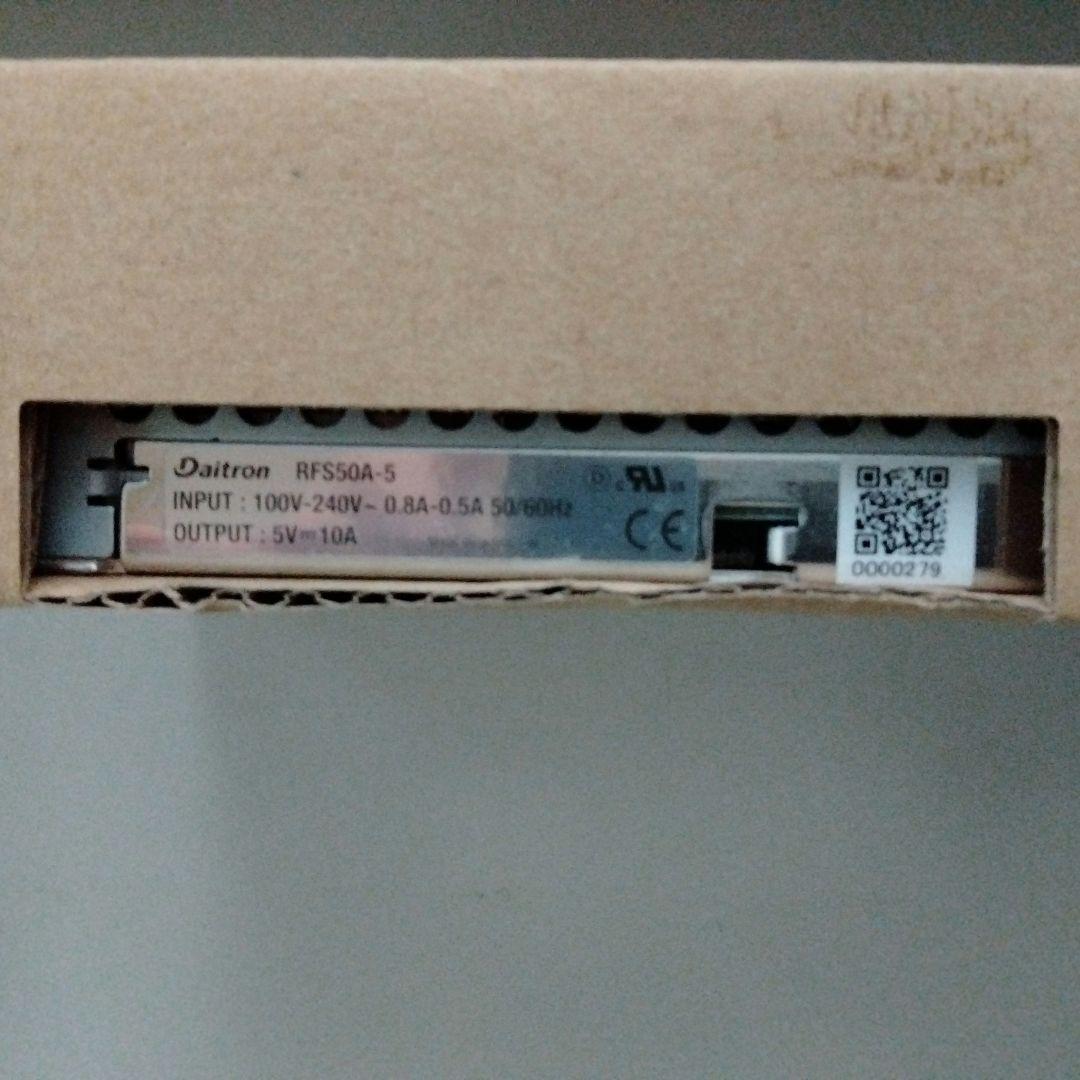 Daitron RFS50A-5
INPUT : 100V-240V~ 0.8A-0.5A 50/60Hz
OUTPUT : 5V⎓10A
CE
0000279